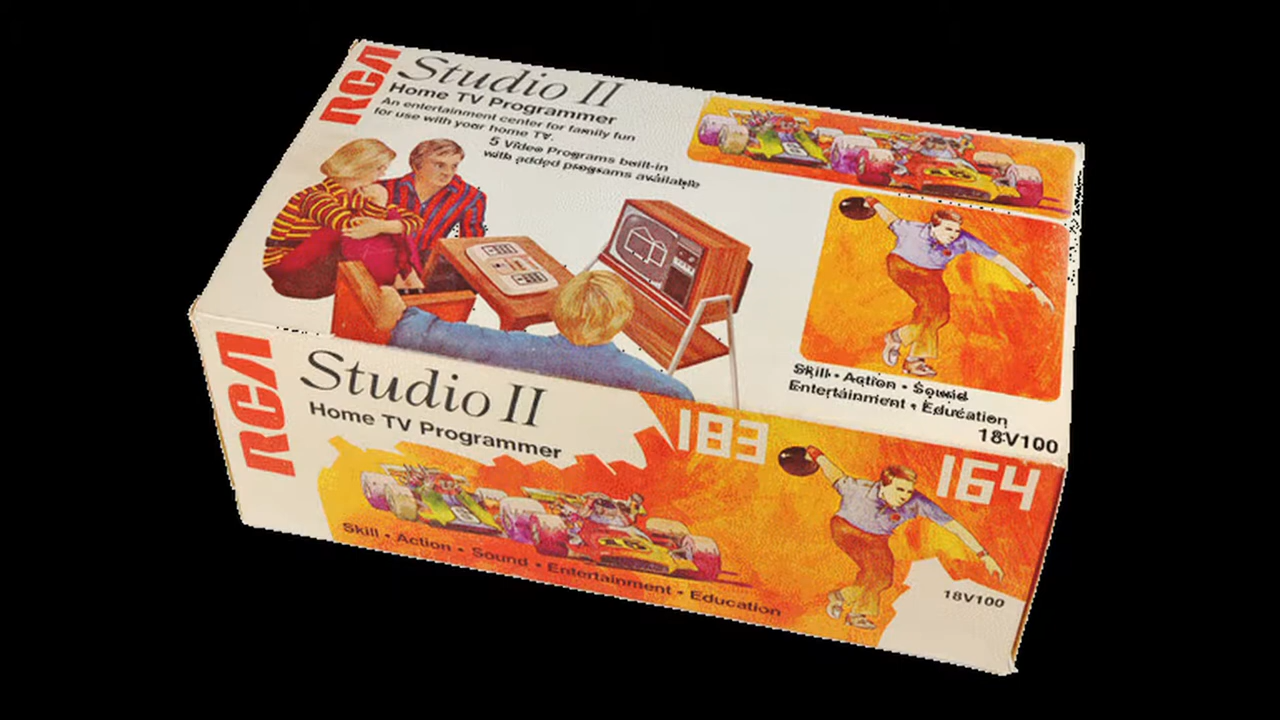 RCA
Studio II
Home TV Programmer
An entertainment center for family fun
for use with your home TV.
5 Video Programs built-in
with added programs available
Skill • Action • Sound
Entertainment • Education
18V100
RCA
Studio II
Home TV Programmer
183
164
Skill • Action • Sound • Entertainment • Education
18V100